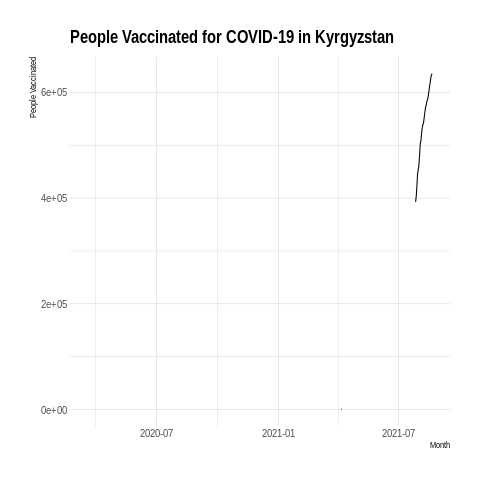 People Vaccinated for COVID-19 in Kyrgyzstan
People Vaccinated
6e+05
4e+05
2e+05
0e+00
2020-07
2021-01
2021-07
Month